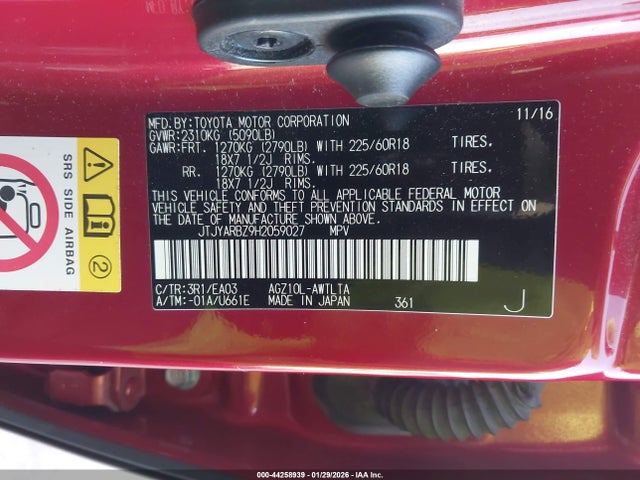 MFD.BY:TOYOTA MOTOR CORPORATION 11/16
GVWR:2310KG (5090LB)
GAWR:FRT. 1270KG (2790LB) WITH 225/60R18 TIRES.
18X7 1/2J RIMS.
RR. 1270KG (2790LB) WITH 225/60R18 TIRES.
18X7 1/2J RIMS.
THIS VEHICLE CONFORMS TO ALL APPLICABLE FEDERAL MOTOR
VEHICLE SAFETY AND THEFT PREVENTION STANDARDS IN EFFECT ON
THE DATE OF MANUFACTURE SHOWN ABOVE.
JTJYARBZ9H2059027 MPV
C/TR:3R1/EA03 AGZ10L-AWTLTA
A/TM:-01A/U661E MADE IN JAPAN 361 J
SRS SIDE AIRBAG
2
000-44258939 - 01/29/2026 - IAA Inc.